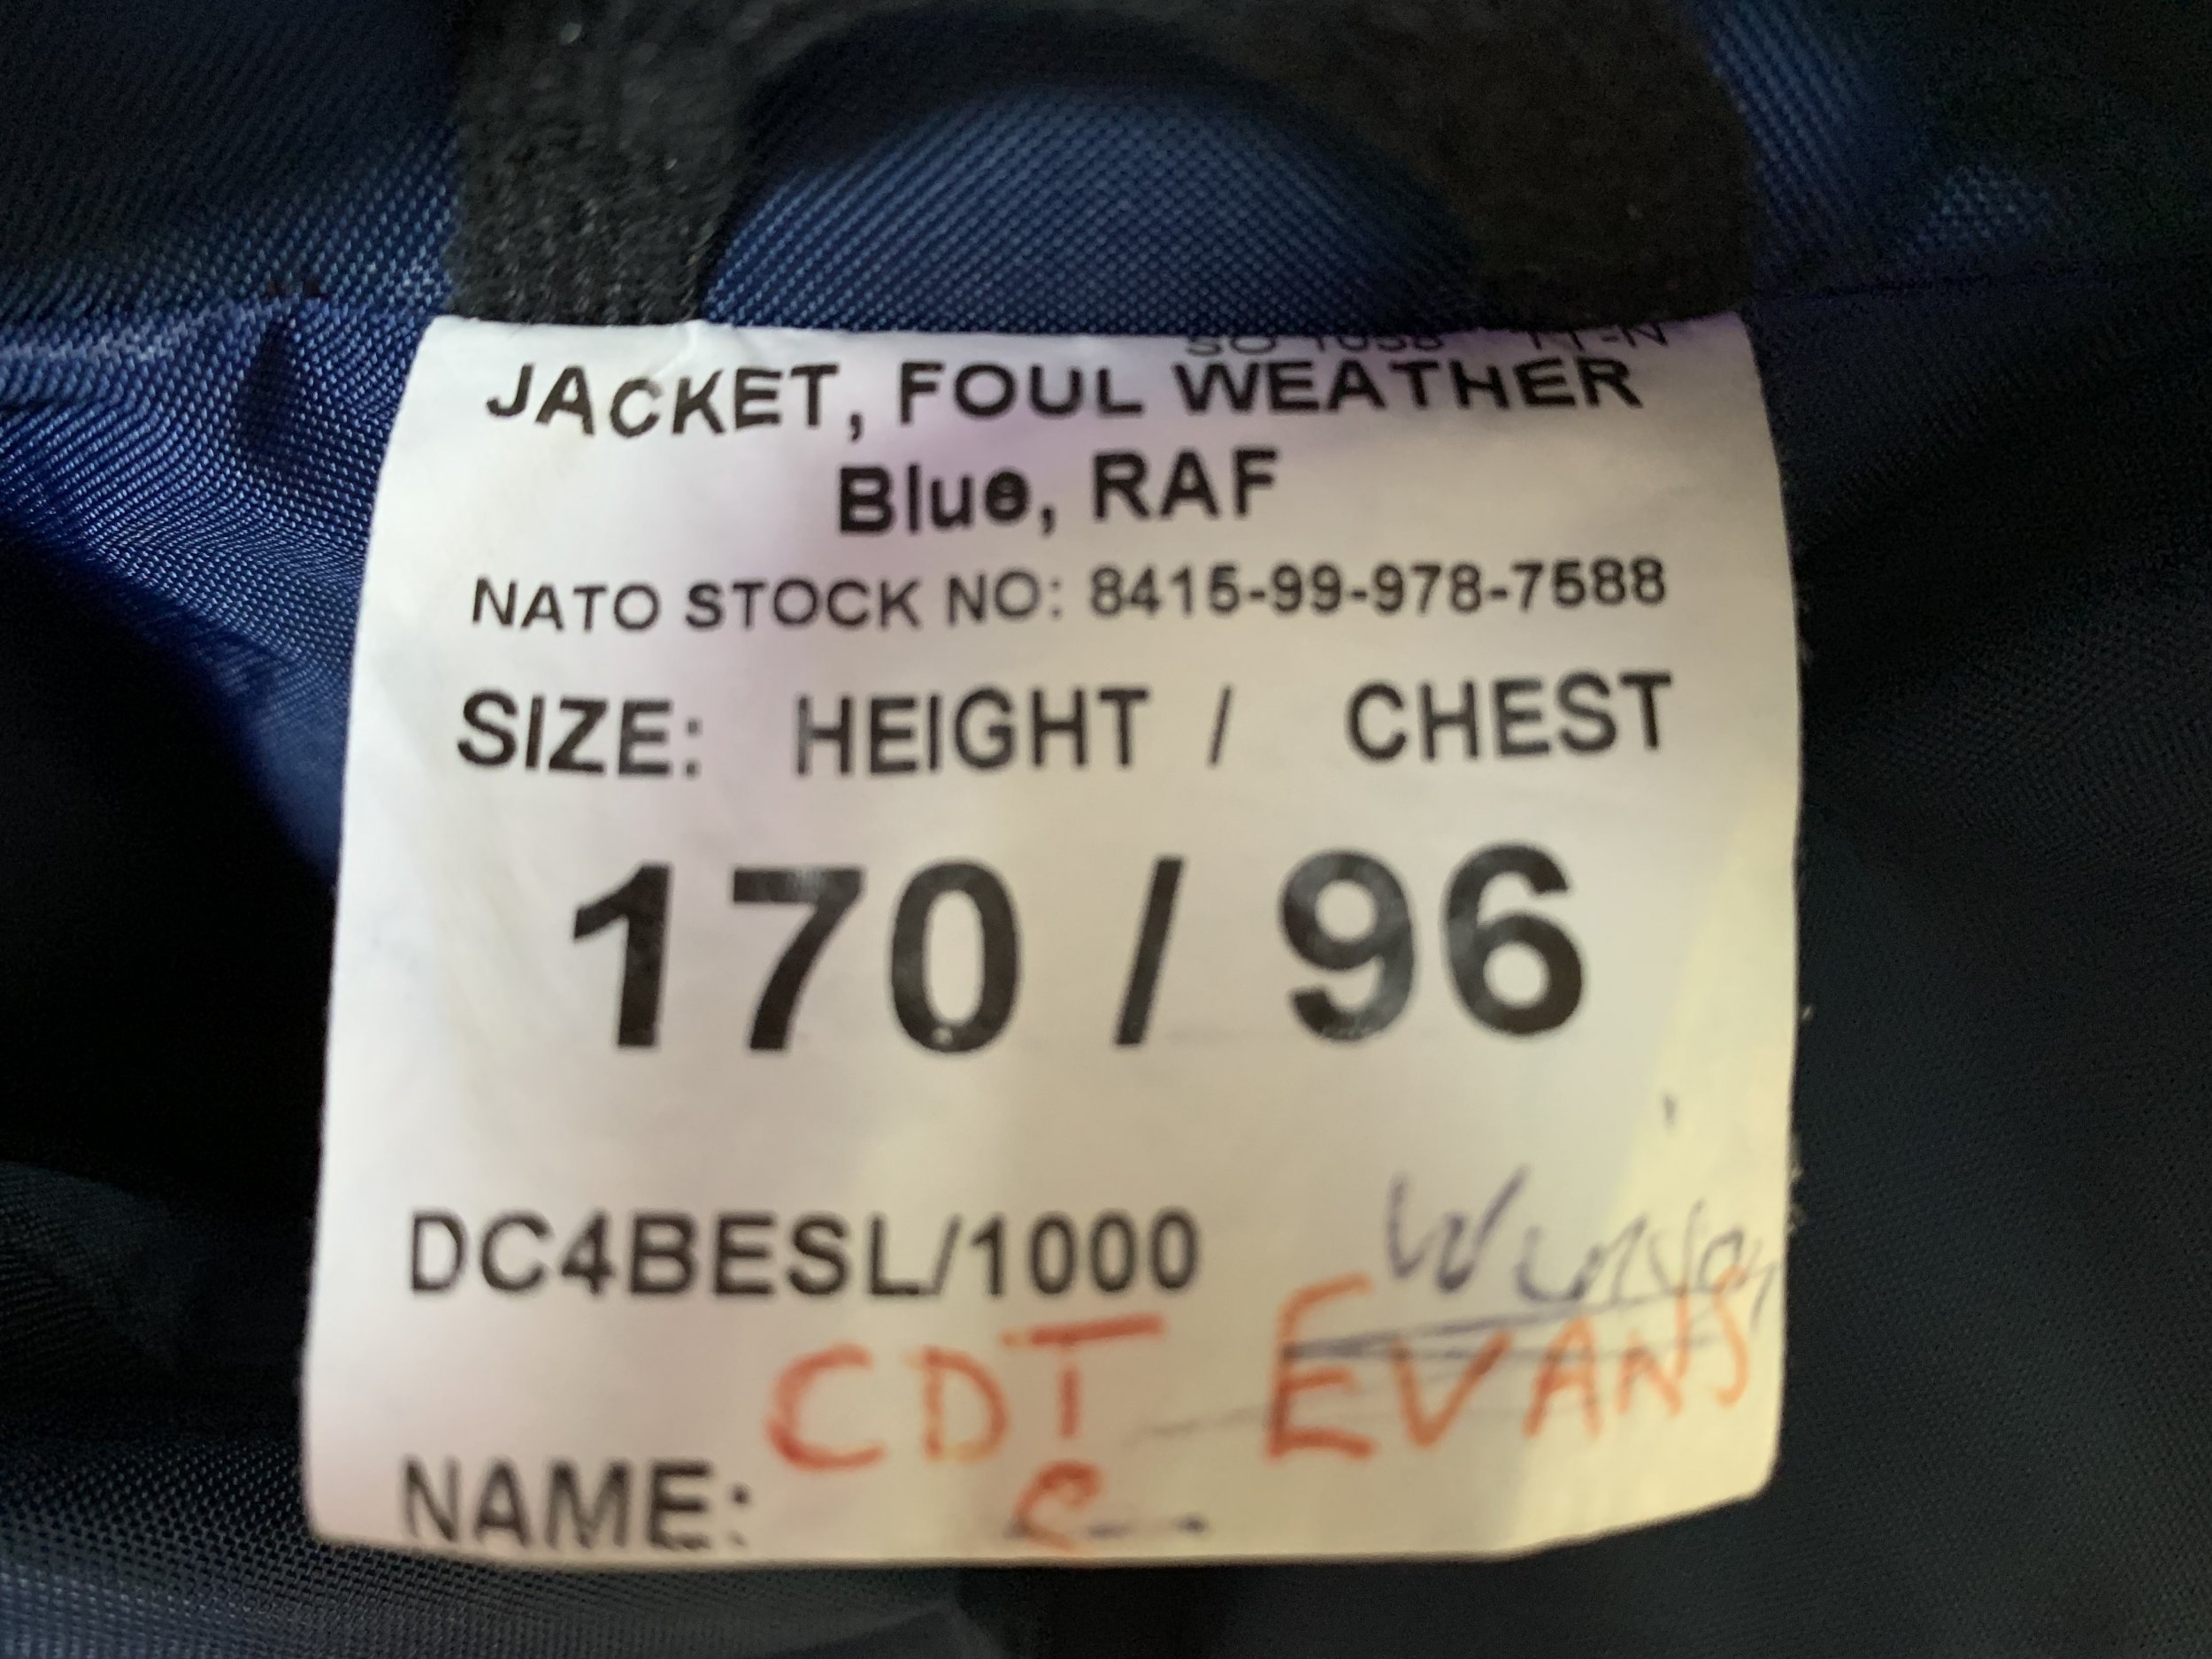 JACKET, FOUL WEATHER
Blue, RAF
NATO STOCK NO: 8415-99-978-7588
SIZE: HEIGHT / CHEST
170 / 96
DC4BESL/1000
CDT EVANS
NAME: C